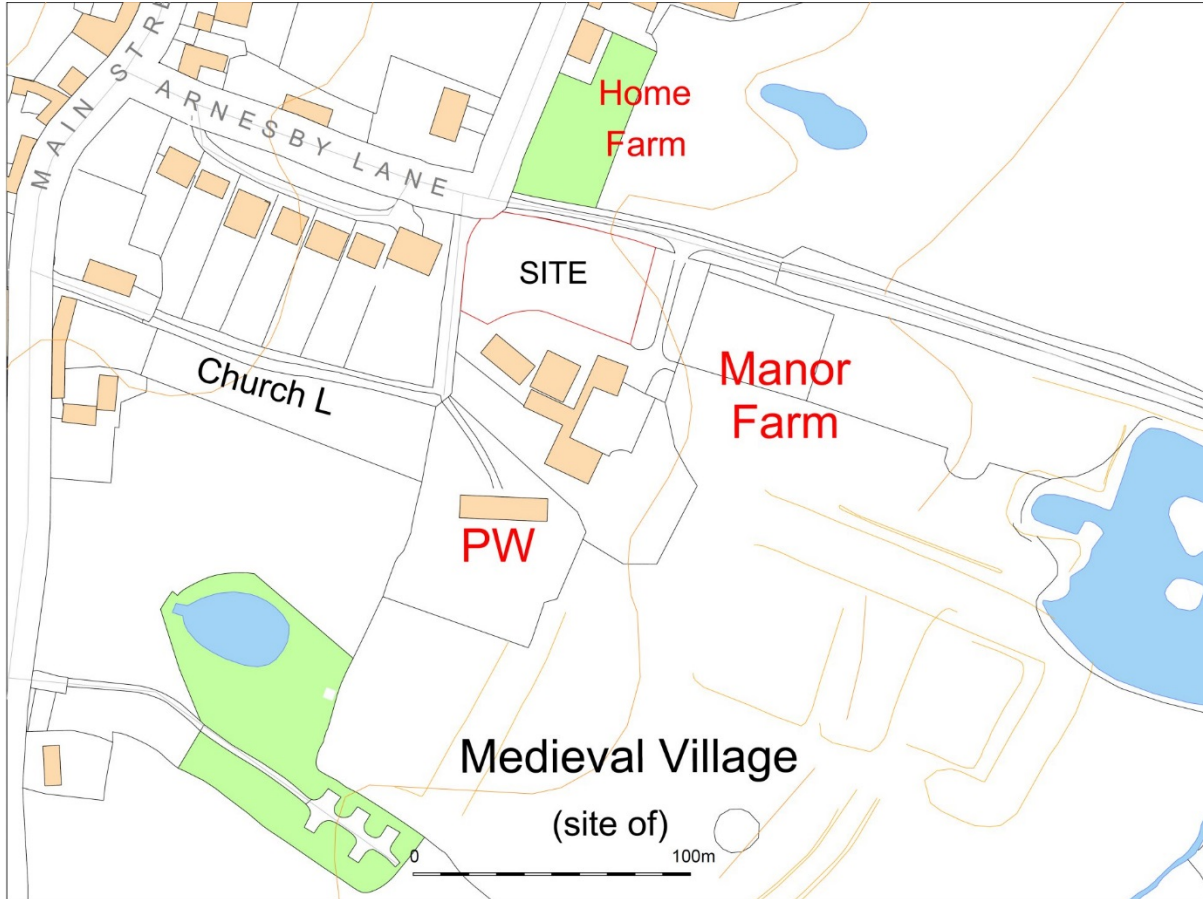 MAIN STRE
ARNESBY LANE
Home
Farm
SITE
Church L
Manor
Farm
PW
Medieval Village
(site of)
0 100m